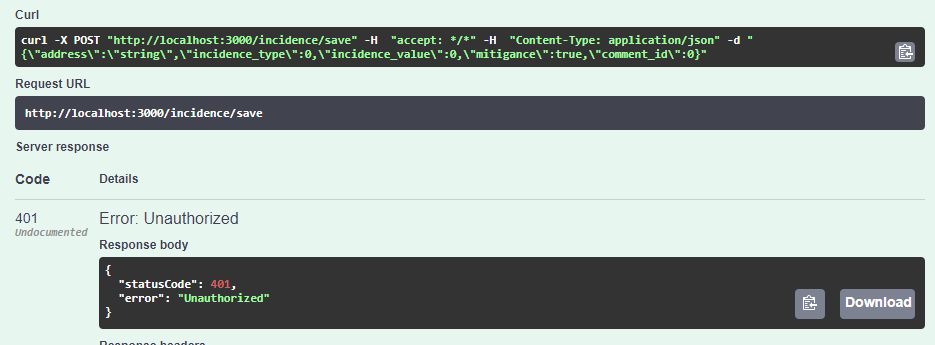 Curl
curl -X POST "http://localhost:3000/incidence/save" -H  "accept: */*" -H  "Content-Type: application/json" -d "
{\"address\":\"string\",\"incidence_type\":0,\"incidence_value\":0,\"mitigance\":true,\"comment_id\":0}"
Request URL
http://localhost:3000/incidence/save
Server response
Code Details
401 Error: Unauthorized
Undocumented
Response body
{
  "statusCode": 401,
  "error": "Unauthorized"
}
Download
Response headers